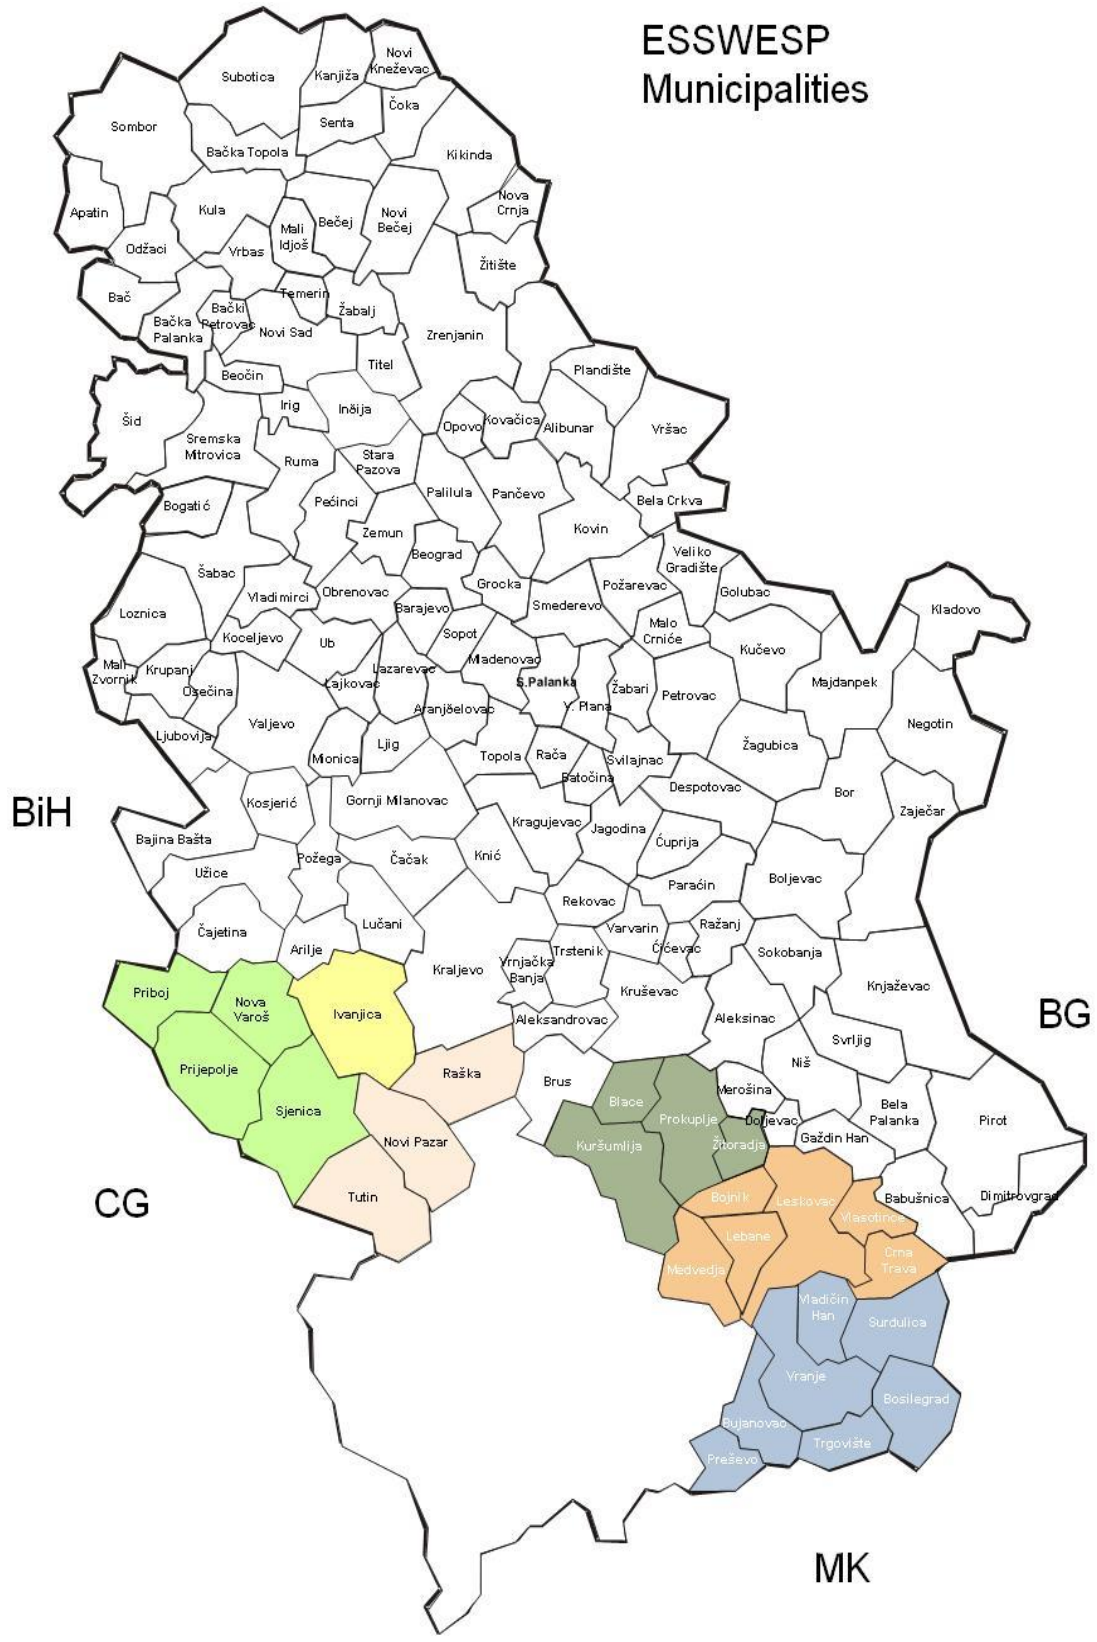 ESSWESP
Municipalities
Novi
Kneževac
Subotica
Kanjiža
Čoka
Senta
Sombor
Bačka Topola
Kikinda
Nova
Crnja
Apatin
Kula
Mali
Idjoš
Bečej
Novi
Bečej
Odžaci
Vrbas
Žitište
Bač
Temerin
Bački
Petrovac
Žabalj
Bačka
Palanka
Novi Sad
Zrenjanin
Titel
Beočin
Plandište
Irig
Inðija
Šid
Sremska
Mitrovica
Opovo
Kovačica
Alibunar
Vršac
Ruma
Stara
Pazova
Palilula
Pančevo
Bela Crkva
Bogatić
Pećinci
Zemun
Kovin
Beograd
Veliko
Gradište
Šabac
Vladimirci
Obrenovac
Grocka
Požarevac
Golubac
Barajevo
Smederevo
Loznica
Kladovo
Koceljevo
Ub
Sopot
Malo
Crniće
Kučevo
Mali
Zvornik
Krupanj
Osečina
Lazarevac
Mladenovac
Lajkovac
S.Palanka
Žabari
Petrovac
Majdanpek
Aranjðelovac
Y. Plana
Negotin
Ljubovija
Valjevo
Mionica
Ljig
Topola
Rača
Svilajnac
Žagubica
Batočina
Despotovac
Bor
Zaječar
BiH
Kosjerić
Gornji Milanovac
Kragujevac
Jagodina
Bajina Bašta
Požega
Čačak
Knić
Ćuprija
Užice
Paraćin
Boljevac
Rekovac
Čajetina
Lučani
Varvarin
Ražanj
Arilje
Trstenik
Ćićevac
Sokobanja
Vrnjačka
Banja
Kraljevo
Priboj
Nova
Varoš
Ivanjica
Kruševac
Knjaževac
BG
Aleksandrovac
Aleksinac
Svrljig
Prijepolje
Raška
Brus
Niš
Merošina
Sjenica
Blace
Prokuplje
Bela
Palanka
Doljevac
Pirot
Novi Pazar
Kuršumlija
Žitoradja
Gaždin Han
CG
Tutin
Bojnik
Leskovac
Babušnica
Dimitrovgrad
Vlasotince
Lebane
Medvedja
Crna
Trava
Vladičin
Han
Surdulica
Vranje
Bosilegrad
Bujanovao
Trgovište
Preševo
MK